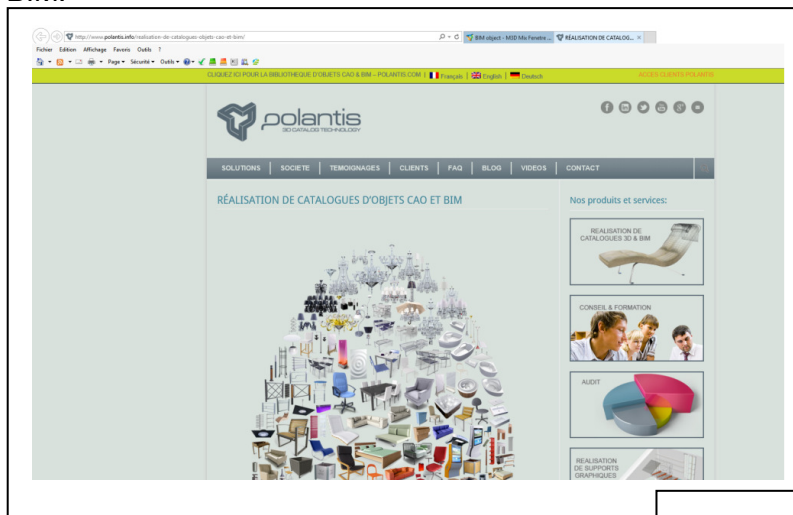 http://www.polantis.info/realisation-de-catalogues-objets-cao-et-bim/
BIM object - M3D Mix Fenetre ...
RÉALISATION DE CATALOG...
Fichier Edition Affichage Favoris Outils ?
Page Sécurité Outils
CLIQUEZ ICI POUR LA BIBLIOTHEQUE D'OBJETS CAO & BIM – POLANTIS.COM | Français | English | Deutsch
ACCES CLIENTS POLANTIS
polantis
3D CATALOG TECHNOLOGY
SOLUTIONS SOCIETE TEMOIGNAGES CLIENTS FAQ BLOG VIDEOS CONTACT
RÉALISATION DE CATALOGUES D'OBJETS CAO ET BIM
Nos produits et services:
REALISATION DE
CATALOGUES 3D & BIM
CONSEIL & FORMATION
AUDIT
REALISATION
DE SUPPORTS
GRAPHIQUES